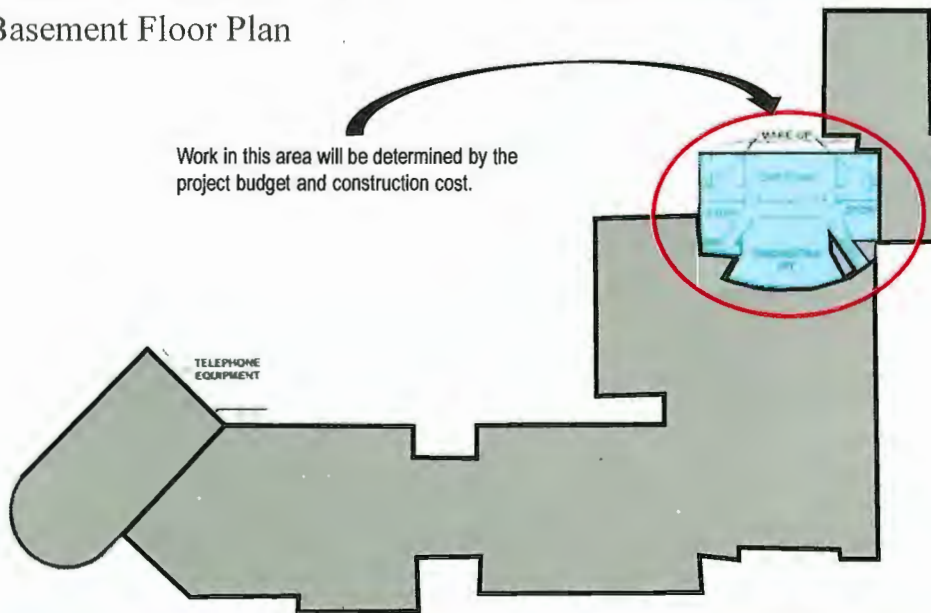 Basement Floor Plan
Work in this area will be determined by the
project budget and construction cost.
MAKE-UP
TELEPHONE
EQUIPMENT